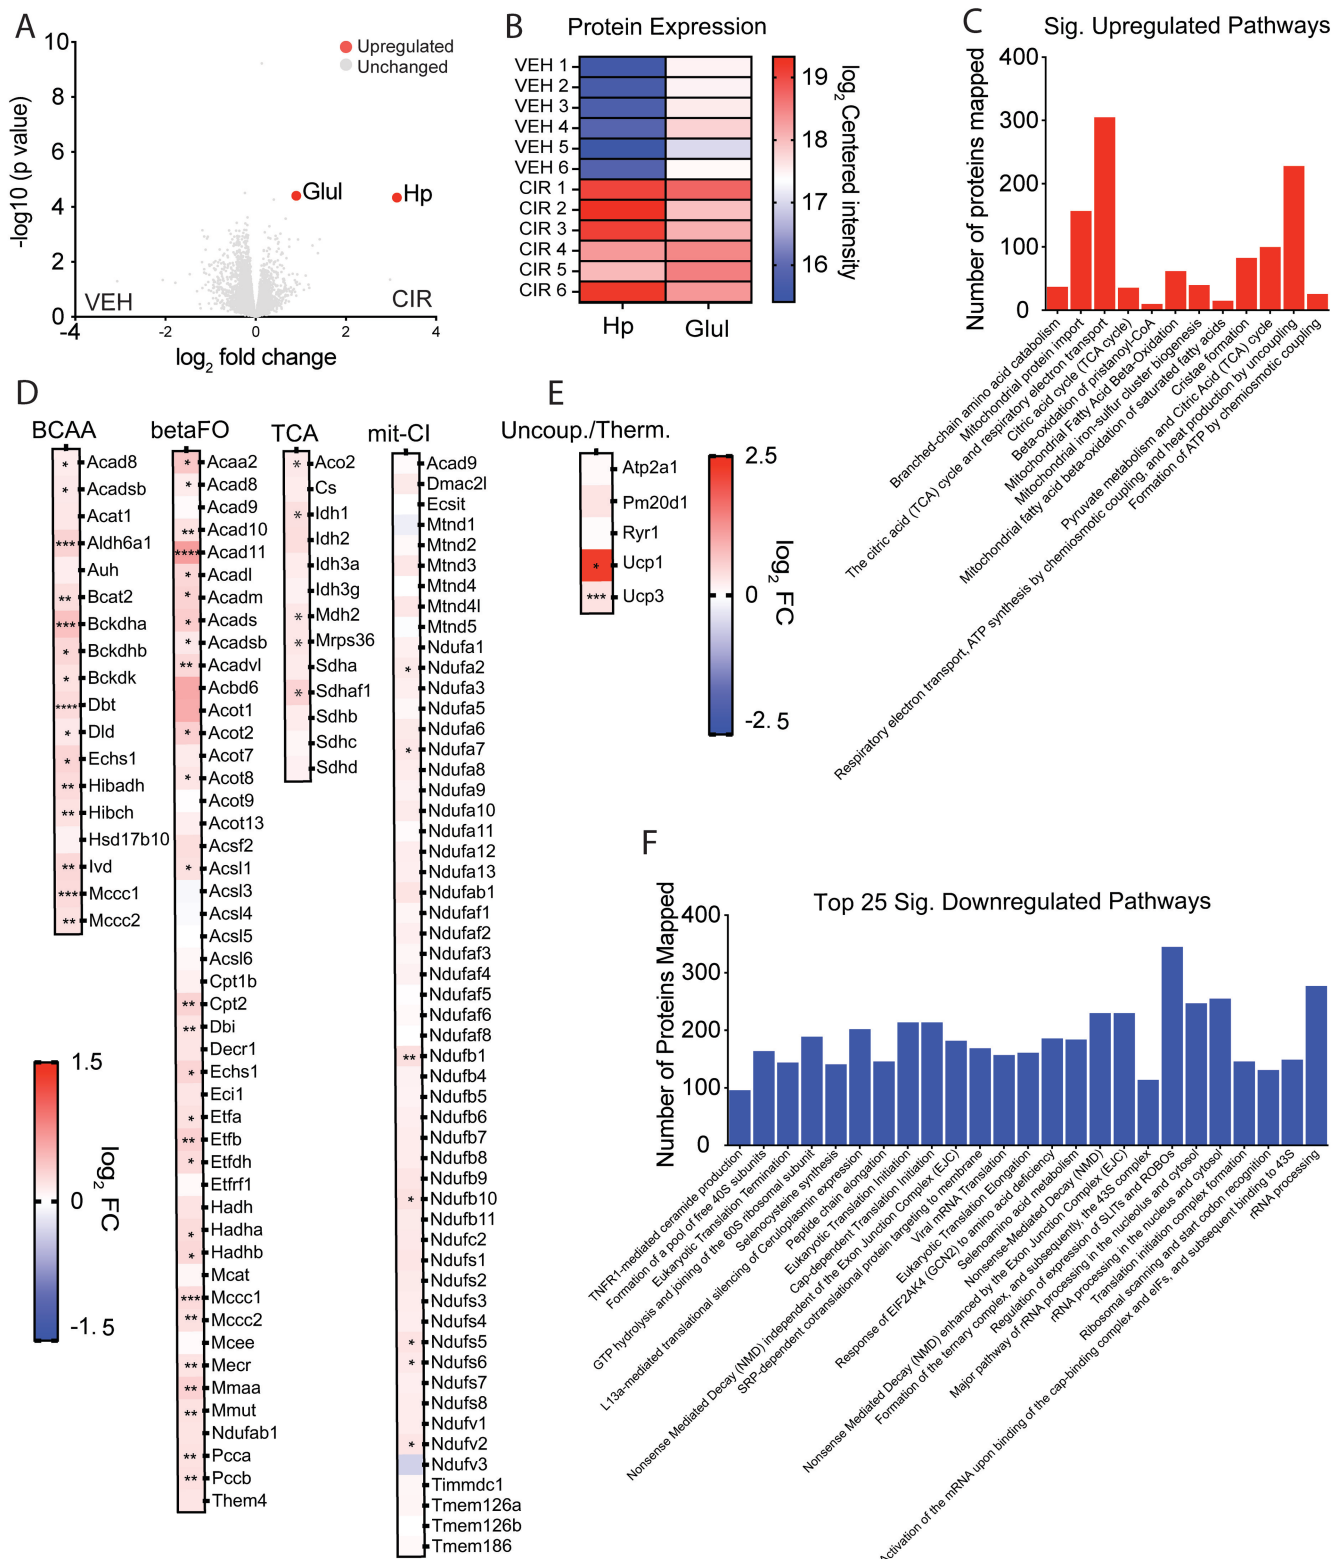 A
10
8
6
4
2
0
-4
-2
0
2
4
-log10 (p value)
log2 fold change
Upregulated
Unchanged
Glul
Hp
VEH
CIR
B
Protein Expression
VEH 1
VEH 2
VEH 3
VEH 4
VEH 5
VEH 6
CIR 1
CIR 2
CIR 3
CIR 4
CIR 5
CIR 6
Hp
Glul
19
18
17
16
log2 Centered intensity
C
Sig. Upregulated Pathways
Number of proteins mapped
400
300
200
100
0
Branched-chain amino acid catabolism
Mitochondrial protein import
The citric acid (TCA) cycle and respiratory electron transport
Citric acid cycle (TCA cycle)
Beta-oxidation of pristanoyl-CoA
Mitochondrial Fatty Acid Beta-Oxidation
Mitochondrial iron-sulfur cluster biogenesis
Mitochondrial fatty acid beta-oxidation of saturated fatty acids
Cristae formation
Pyruvate metabolism and Citric Acid (TCA) cycle
Respiratory electron transport, ATP synthesis by chemiosmotic coupling, and heat production by uncoupling
Formation of ATP by chemiosmotic coupling
D
BCAA
* Acad8
* Acadsb
Acat1
*** Aldh6a1
Auh
** Bcat2
*** Bckdha
* Bckdhb
* Bckdk
**** Dbt
* Dld
* Echs1
** Hibadh
** Hibch
Hsd17b10
** Ivd
*** Mccc1
** Mccc2
betaFO
* Acaa2
* Acad8
Acad9
** Acad10
**** Acad11
* Acadl
* Acadm
* Acads
* Acadsb
** Acadvl
Acbd6
Acot1
* Acot2
Acot7
* Acot8
Acot9
Acot13
Acsf2
* Acsl1
Acsl3
Acsl4
Acsl5
Acsl6
Cpt1b
** Cpt2
** Dbi
Decr1
* Echs1
Eci1
* Etfa
** Etfb
* Etfdh
Etfrf1
Hadh
* Hadha
* Hadhb
Mcat
*** Mccc1
** Mccc2
Mcee
** Mecr
** Mmaa
** Mmut
Ndufab1
** Pcca
** Pccb
Them4
TCA
* Aco2
Cs
* Idh1
Idh2
Idh3a
Idh3g
* Mdh2
* Mrps36
Sdha
* Sdhaf1
Sdhb
Sdhc
Sdhd
mit-CI
Acad9
Dmac2l
Ecsit
Mtnd1
Mtnd2
Mtnd3
Mtnd4
Mtnd4l
Mtnd5
Ndufa1
* Ndufa2
Ndufa3
Ndufa5
Ndufa6
* Ndufa7
Ndufa8
Ndufa9
Ndufa10
Ndufa11
Ndufa12
Ndufa13
Ndufab1
Ndufaf1
Ndufaf2
Ndufaf3
Ndufaf4
Ndufaf5
Ndufaf6
Ndufaf8
** Ndufb1
Ndufb4
Ndufb5
Ndufb6
Ndufb7
Ndufb8
Ndufb9
* Ndufb10
Ndufb11
Ndufc2
Ndufs1
Ndufs2
Ndufs3
Ndufs4
* Ndufs5
* Ndufs6
Ndufs7
Ndufs8
Ndufv1
* Ndufv2
Ndufv3
Timmdc1
Tmem126a
Tmem126b
Tmem186
1.5
0
-1.5
log2 FC
E
Uncoup./Therm.
Atp2a1
Pm20d1
Ryr1
* Ucp1
*** Ucp3
2.5
0
-2. 5
log2 FC
F
Top 25 Sig. Downregulated Pathways
Number of Proteins Mapped
400
300
200
100
0
TNFR1-mediated ceramide production
Formation of a pool of free 40S subunits
Eukaryotic Translation Termination
GTP hydrolysis and joining of the 60S ribosomal subunit
Selenocysteine synthesis
L13a-mediated translational silencing of Ceruloplasmin expression
Peptide chain elongation
Eukaryotic Translation Initiation
Cap-dependent Translation Initiation
Nonsense Mediated Decay (NMD) independent of the Exon Junction Complex (EJC)
SRP-dependent cotranslational protein targeting to membrane
Viral mRNA Translation
Eukaryotic Translation Elongation
Response of EIF2AK4 (GCN2) to amino acid deficiency
Selenoamino acid metabolism
Nonsense-Mediated Decay (NMD)
Nonsense Mediated Decay (NMD) enhanced by the Exon Junction Complex (EJC)
Formation of the ternary complex, and subsequently, the 43S complex
Regulation of expression of SLITs and ROBOs
Major pathway of rRNA processing in the nucleolus and cytosol
rRNA processing in the nucleus and cytosol
Translation initiation complex formation
Ribosomal scanning and start codon recognition
Activation of the mRNA upon binding of the cap-binding complex and eIFs, and subsequent binding to 43S
rRNA processing